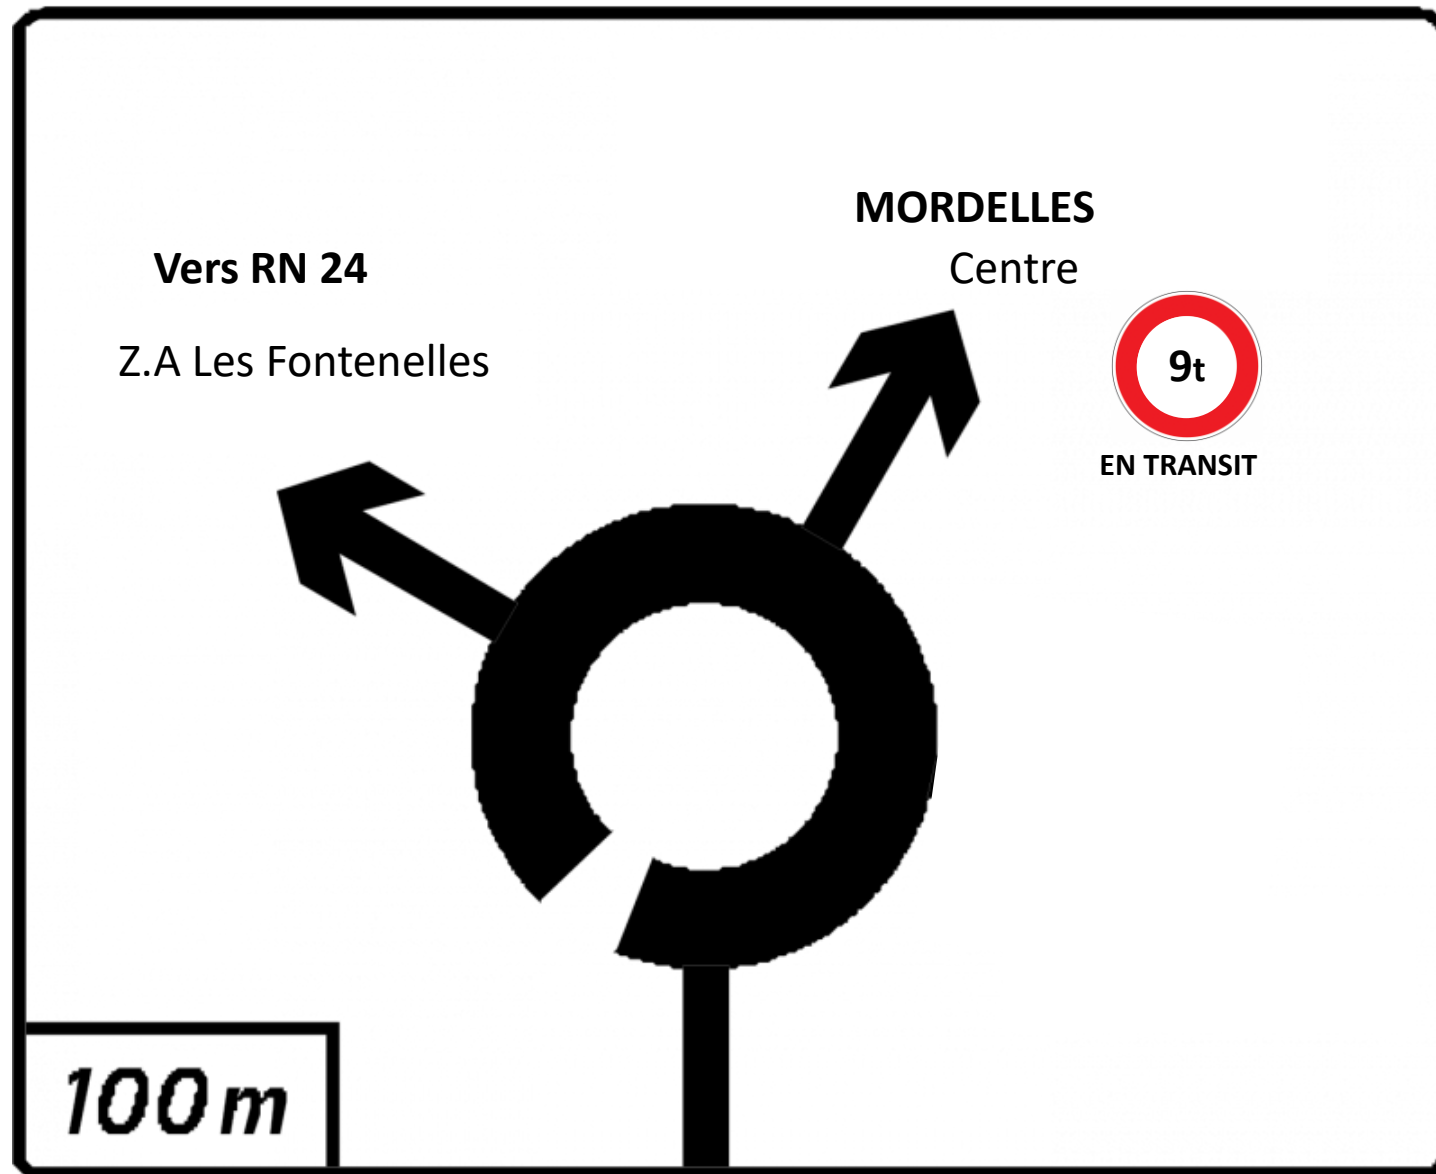 MORDELLES
Centre
Vers RN 24
Z.A Les Fontenelles
9t
EN TRANSIT
100m